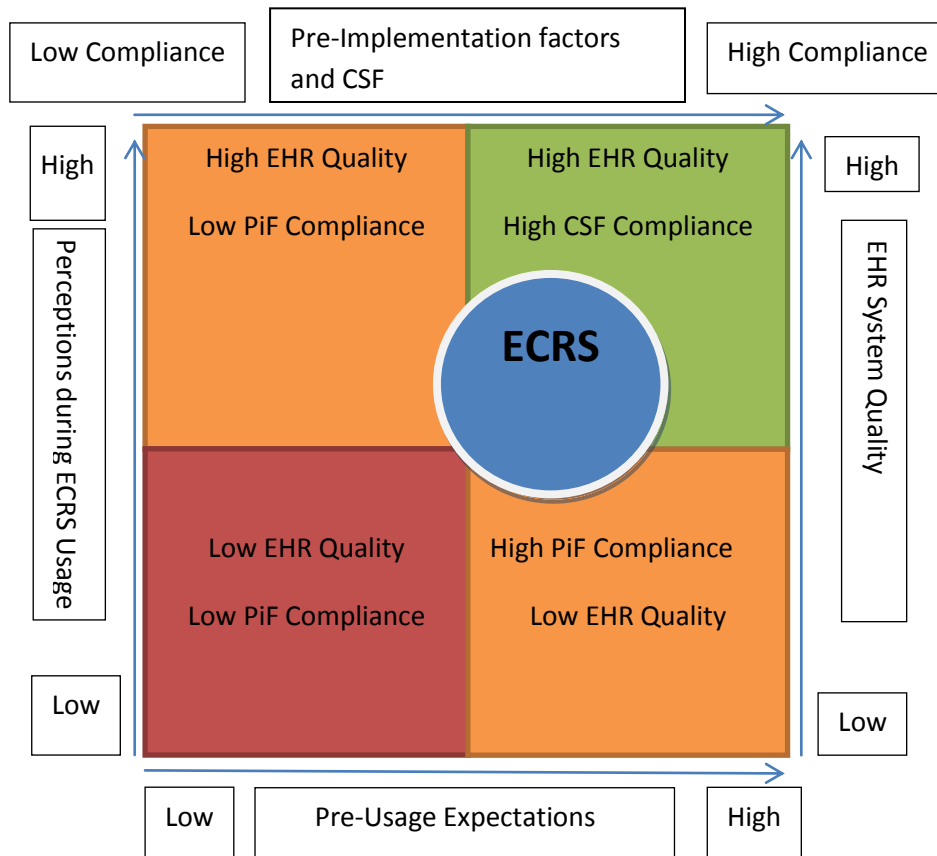 Low Compliance
Pre-Implementation factors
and CSF
High Compliance
High
High EHR Quality
Low PiF Compliance
High EHR Quality
High CSF Compliance
High
Perceptions during ECRS Usage
ECRS
EHR System Quality
Low EHR Quality
Low PiF Compliance
High PiF Compliance
Low EHR Quality
Low
Low
Low
Pre-Usage Expectations
High